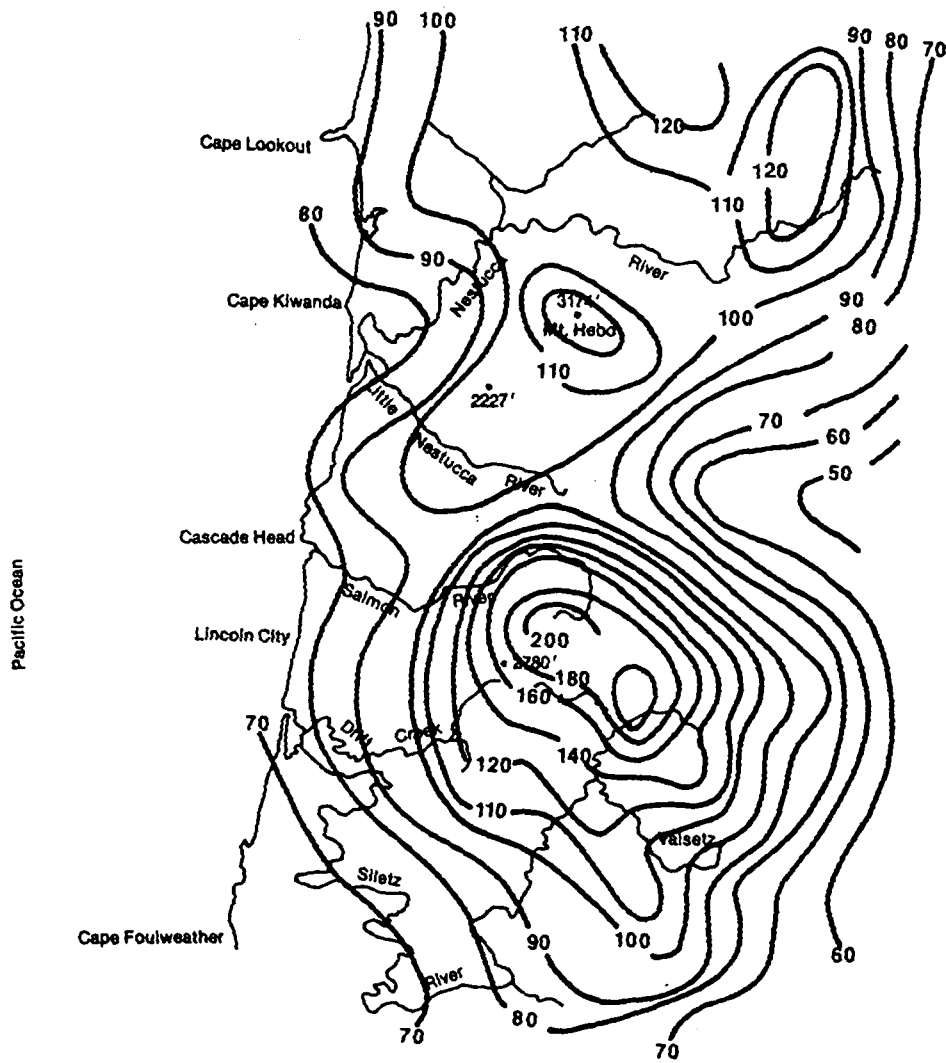 90
100
110
90
80
70
120
Cape Lookout
120
110
80
90
River
Nestucca
Cape Kiwanda
3174'
Mt. Hebo
100
90
80
110
2227'
Little
Nestucca
River
70
60
50
Cascade Head
Pacific Ocean
Salmon
River
Lincoln City
200
2780'
180
160
70
Drift
Creek
140
120
110
Valsetz
Siletz
Cape Foulweather
90
100
60
River
80
70
70